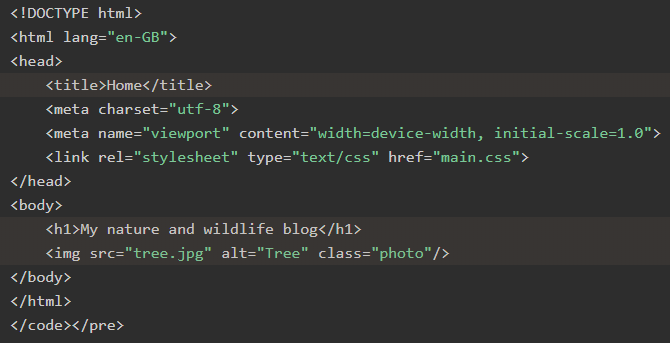 <!DOCTYPE html>
<html lang="en-GB">
<head>
    <title>Home</title>
    <meta charset="utf-8">
    <meta name="viewport" content="width=device-width, initial-scale=1.0">
    <link rel="stylesheet" type="text/css" href="main.css">
</head>
<body>
    <h1>My nature and wildlife blog</h1>
    <img src="tree.jpg" alt="Tree" class="photo"/>
</body>
</html>
</code></pre>